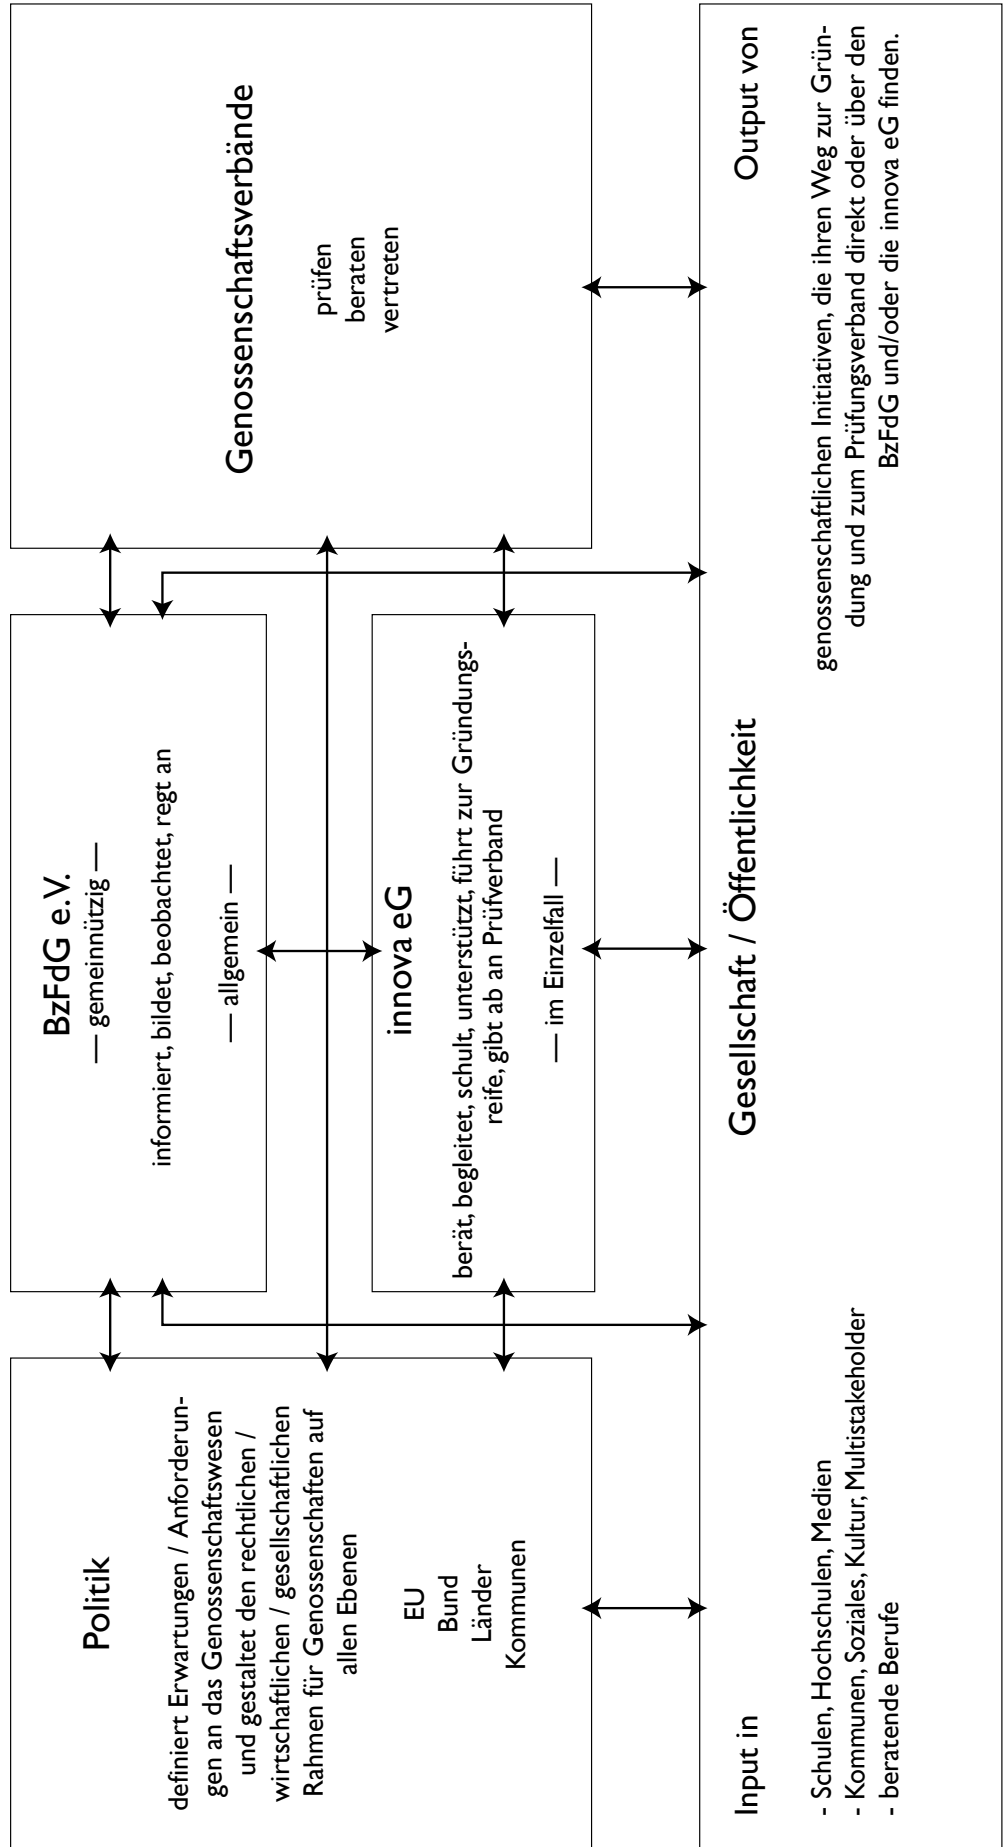 Politik
definiert Erwartungen / Anforderun-
gen an das Genossenschaftswesen
und gestaltet den rechtlichen /
wirtschaftlichen / gesellschaftlichen
Rahmen für Genossenschaften auf
allen Ebenen
EU
Bund
Länder
Kommunen
BzFdG e.V.
— gemeinnützig —
informiert, bildet, beobachtet, regt an
— allgemein —
innova eG
berät, begleitet, schult, unterstützt, führt zur Gründungs-
reife, gibt ab an Prüfverband
— im Einzelfall —
Genossenschaftsverbände
prüfen
beraten
vertreten
Gesellschaft / Öffentlichkeit
Input in
- Schulen, Hochschulen, Medien
- Kommunen, Soziales, Kultur, Multistakeholder
- beratende Berufe
Output von
genossenschaftlichen Initiativen, die ihren Weg zur Grün-
dung und zum Prüfungsverband direkt oder über den
BzFdG und/oder die innova eG finden.